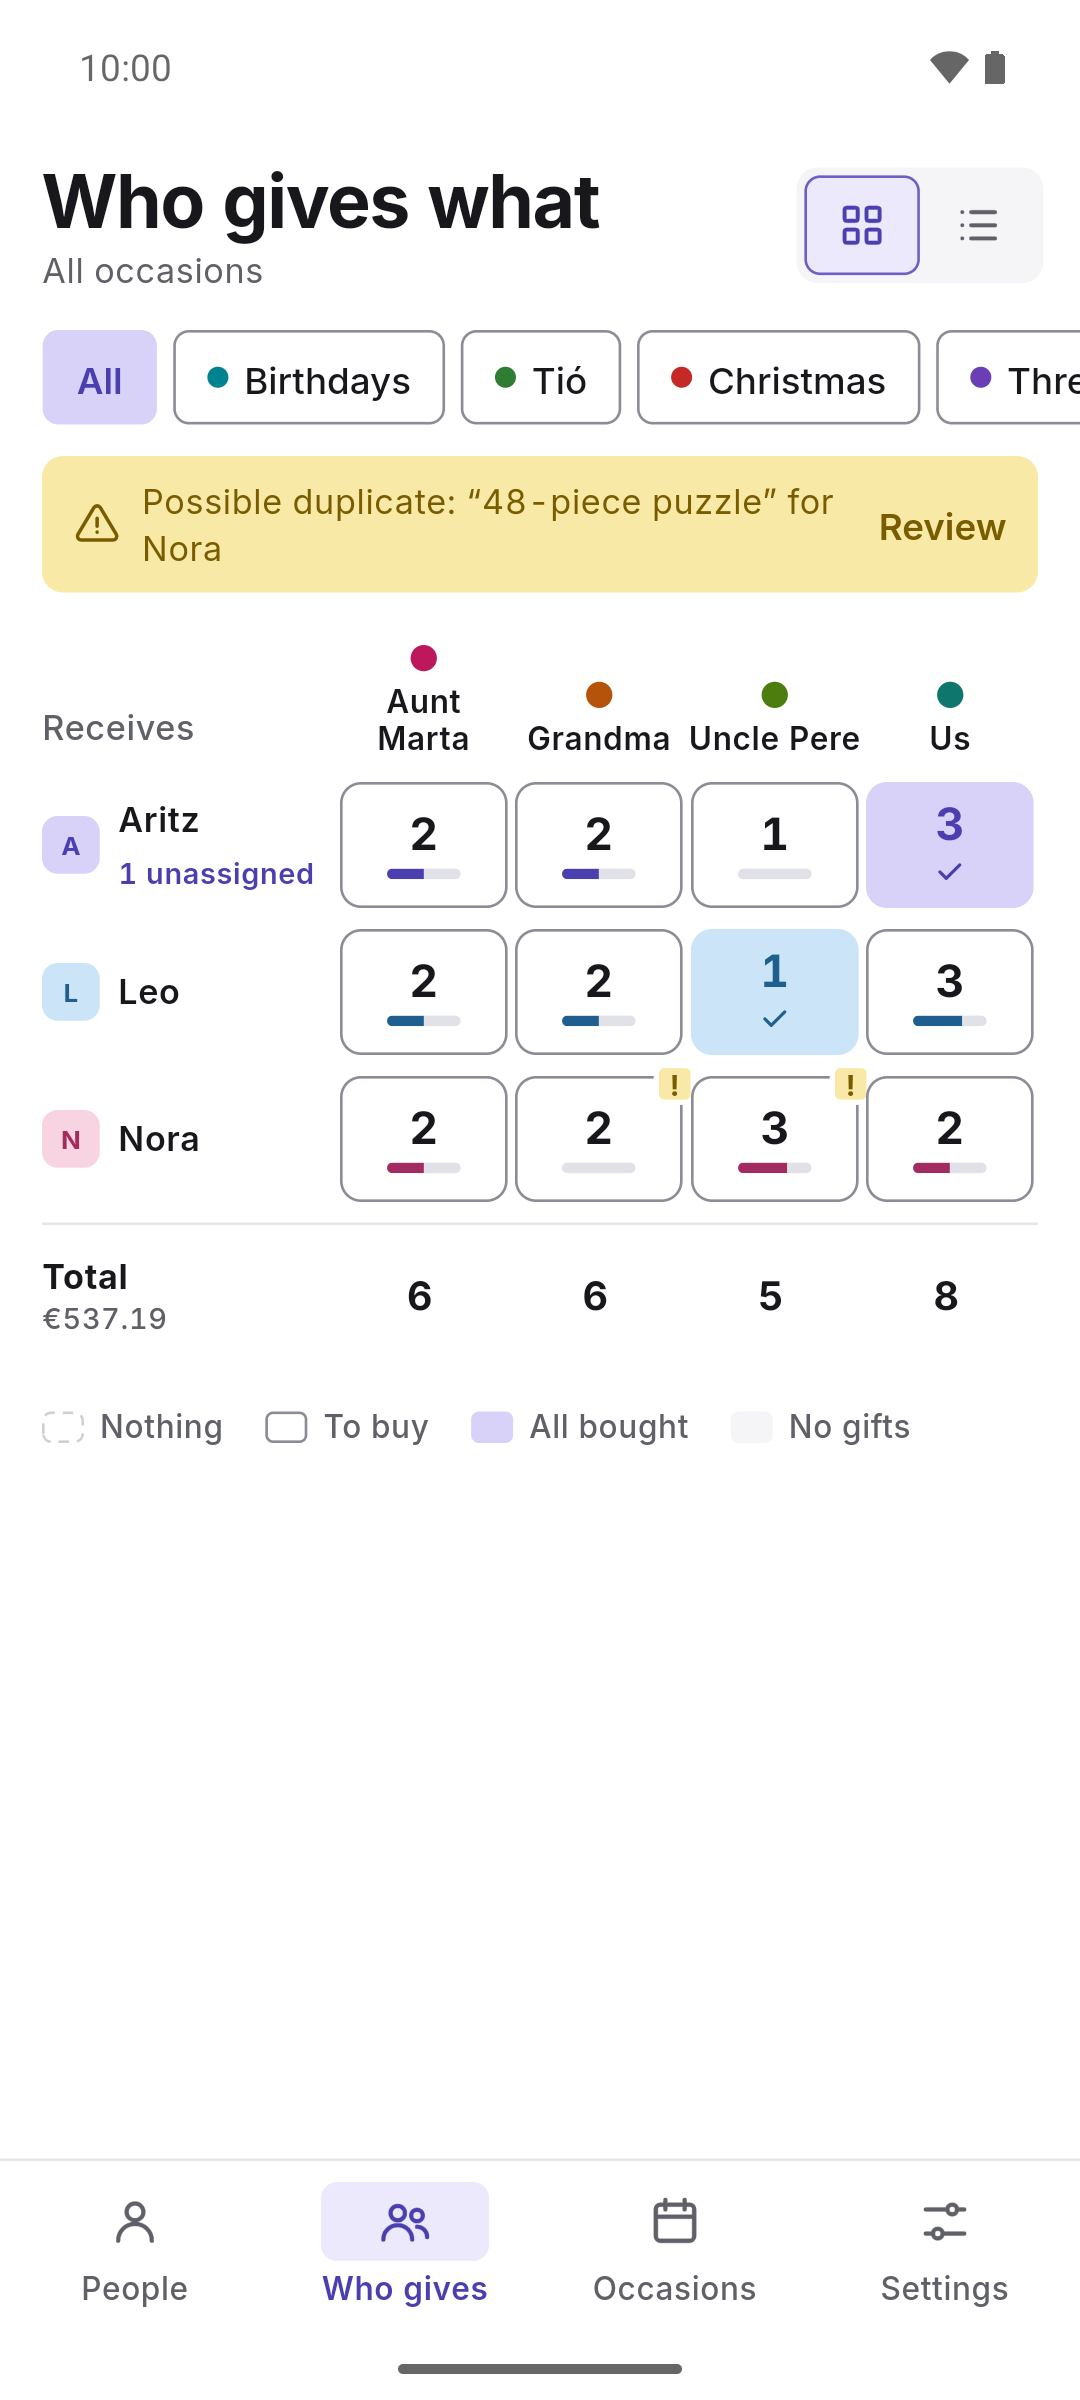 10:00
Who gives what
All occasions
All
Birthdays
Tió
Christmas
Thre
Possible duplicate: “48-piece puzzle” for
Nora
Review
Receives
Aunt
Marta
Grandma
Uncle Pere
Us
A
Aritz
1 unassigned
2
2
1
3
L
Leo
2
2
1
3
N
Nora
2
2
!
3
!
2
Total
€537.19
6
6
5
8
Nothing
To buy
All bought
No gifts
People
Who gives
Occasions
Settings